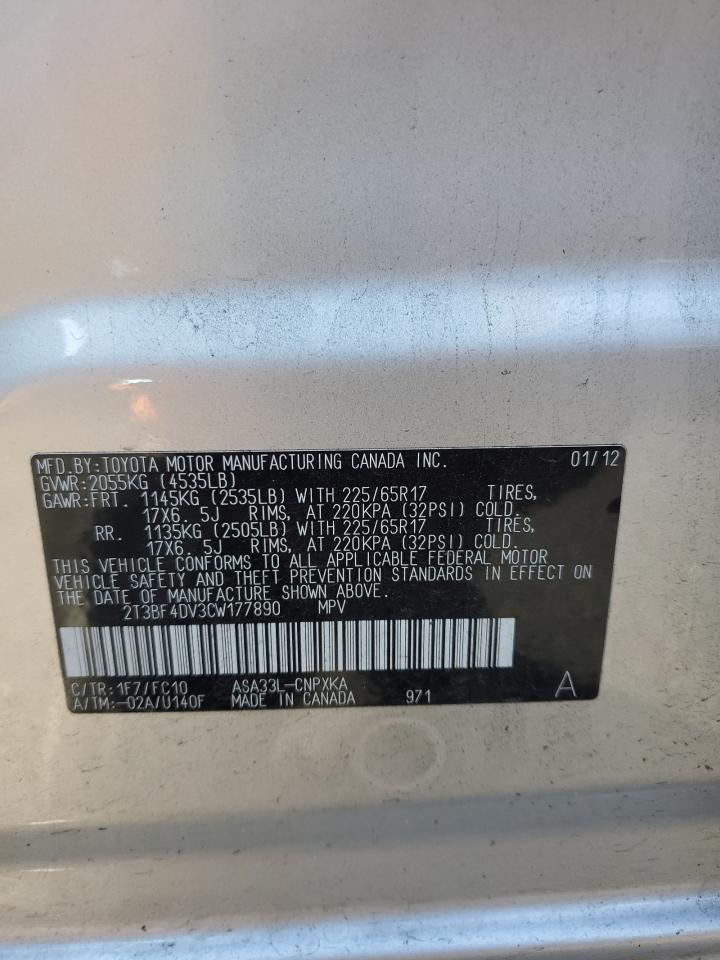 MFD.BY:TOYOTA MOTOR MANUFACTURING CANADA INC. 01/12
GVWR:2055KG (4535LB)
GAWR:FRT. 1145KG (2535LB) WITH 225/65R17 TIRES,
17X6. 5J RIMS, AT 220KPA (32PSI) COLD.
RR. 1135KG (2505LB) WITH 225/65R17 TIRES,
17X6. 5J RIMS, AT 220KPA (32PSI) COLD.
THIS VEHICLE CONFORMS TO ALL APPLICABLE FEDERAL MOTOR
VEHICLE SAFETY AND THEFT PREVENTION STANDARDS IN EFFECT ON
THE DATE OF MANUFACTURE SHOWN ABOVE.
2T3BF4DV3CW177890 MPV
C/TR:1F7/FC10 ASA33L-CNPXKA
A/TM:-02A/U140F MADE IN CANADA 971 A